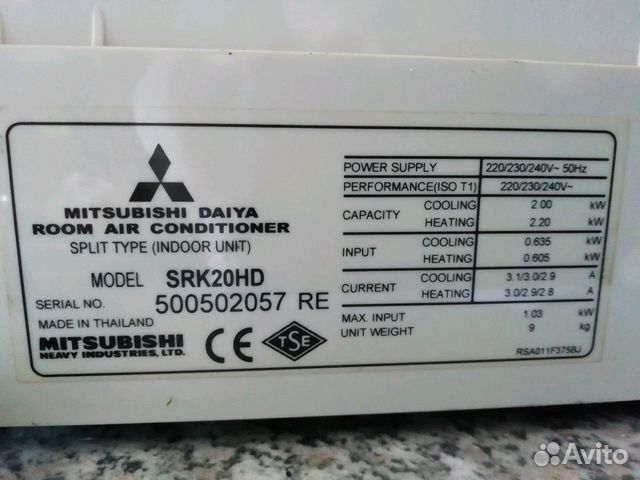 MITSUBISHI DAIYA
ROOM AIR CONDITIONER
SPLIT TYPE (INDOOR UNIT)
MODEL SRK20HD
SERIAL NO. 500502057 RE
MADE IN THAILAND
MITSUBISHI
HEAVY INDUSTRIES, LTD.
CE
TSE
POWER SUPPLY 220/230/240V~ 50Hz
PERFORMANCE(ISO T1) 220/230/240V~
CAPACITY COOLING 2.00 kW
HEATING 2.20 kW
INPUT COOLING 0.635 kW
HEATING 0.605 kW
CURRENT COOLING 3.1/3.0/2.9 A
HEATING 3.0/2.9/2.8 A
MAX. INPUT 1.03 kW
UNIT WEIGHT 9 kg
RSA011F375BJ
Avito